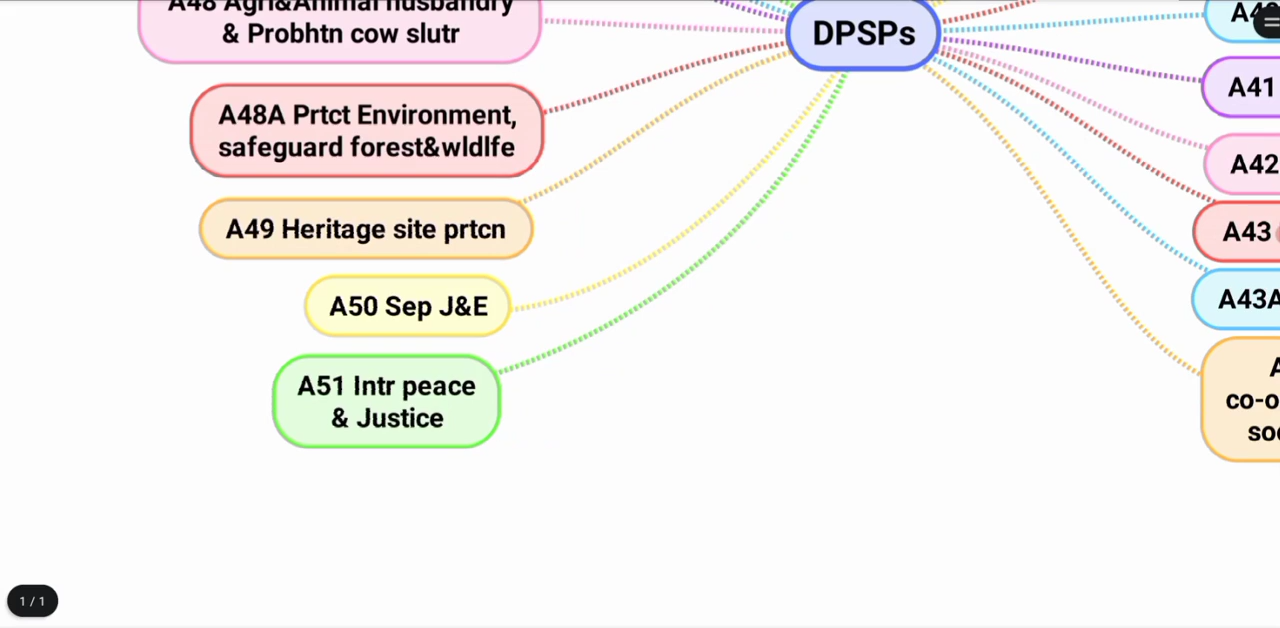 A48 Agri&Animal husbandry
& Probhtn cow slutr
DPSPs
A48A Prtct Environment,
safeguard forest&wldlfe
A49 Heritage site prtcn
A50 Sep J&E
A51 Intr peace
& Justice
A41
A42
A43
A43A
co-o
soc
1 / 1